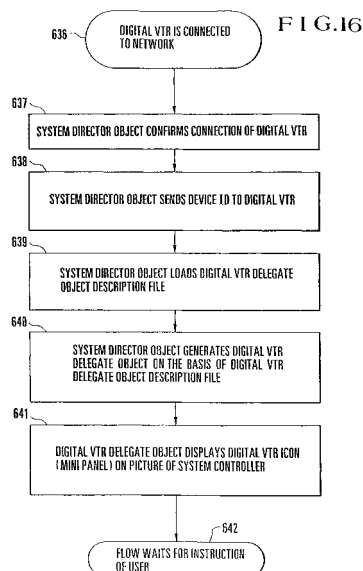 FIG.16
636
DIGITAL VTR IS CONNECTED
TO NETWORK
637
SYSTEM DIRECTOR OBJECT CONFIRMS CONNECTION OF DIGITAL VTR
638
SYSTEM DIRECTOR OBJECT SENDS DEVICE ID TO DIGITAL VTR
639
SYSTEM DIRECTOR OBJECT LOADS DIGITAL VTR DELEGATE
OBJECT DESCRIPTION FILE
640
SYSTEM DIRECTOR OBJECT GENERATES DIGITAL VTR
DELEGATE OBJECT ON THE BASIS OF DIGITAL VTR
DELEGATE OBJECT DESCRIPTION FILE
641
DIGITAL VTR DELEGATE OBJECT DISPLAYS DIGITAL VTR ICON
(MINI PANEL) ON PICTURE OF SYSTEM CONTROLLER
642
FLOW WAITS FOR INSTRUCTION
OF USER